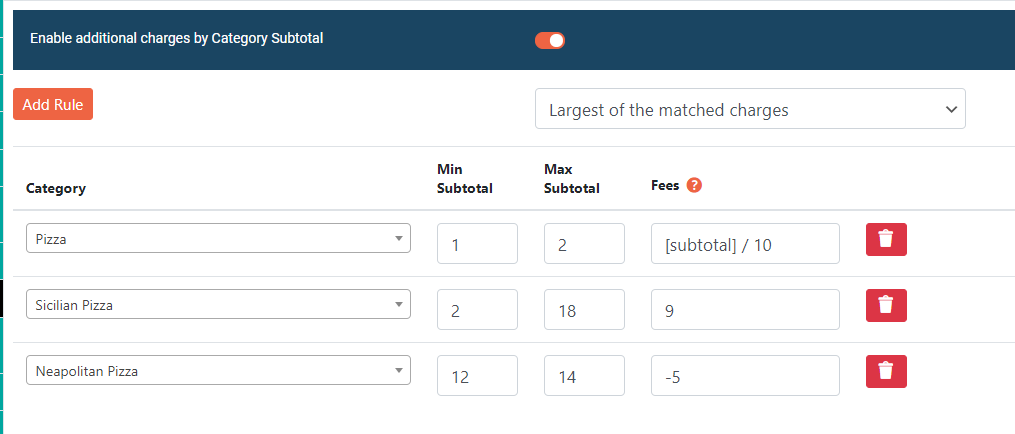 Enable additional charges by Category Subtotal
Add Rule
Largest of the matched charges
Category
Min
Subtotal
Max
Subtotal
Fees ?
Pizza 1 2 [subtotal] / 10
Sicilian Pizza 2 18 9
Neapolitan Pizza 12 14 -5